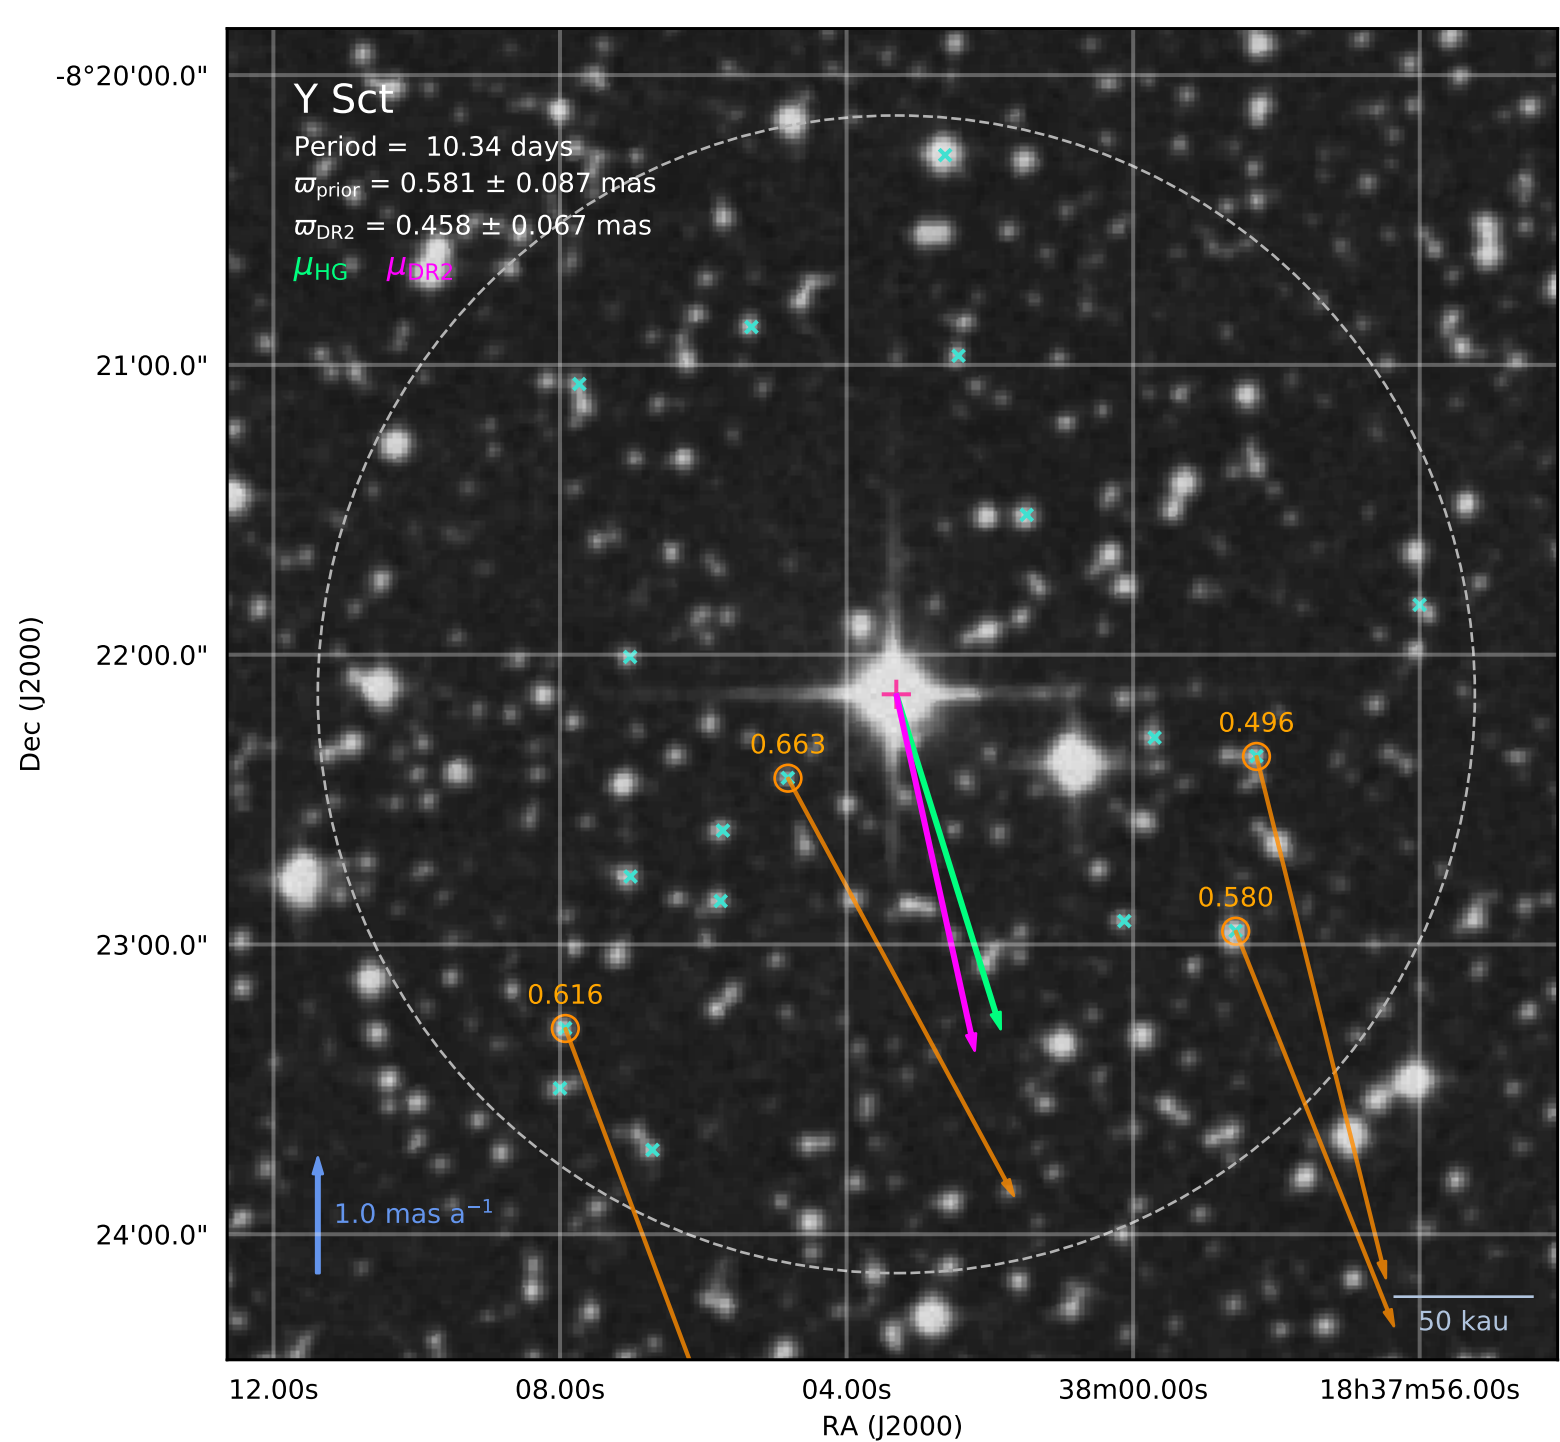 -8°20'00.0"
Y Sct
Period = 10.34 days
ϖprior = 0.581 ± 0.087 mas
ϖDR2 = 0.458 ± 0.067 mas
μHG μDR2
21'00.0"
22'00.0"
Dec (J2000)
0.496
0.663
0.580
23'00.0"
0.616
1.0 mas a⁻¹
24'00.0"
50 kau
12.00s 08.00s 04.00s 38m00.00s 18h37m56.00s
RA (J2000)